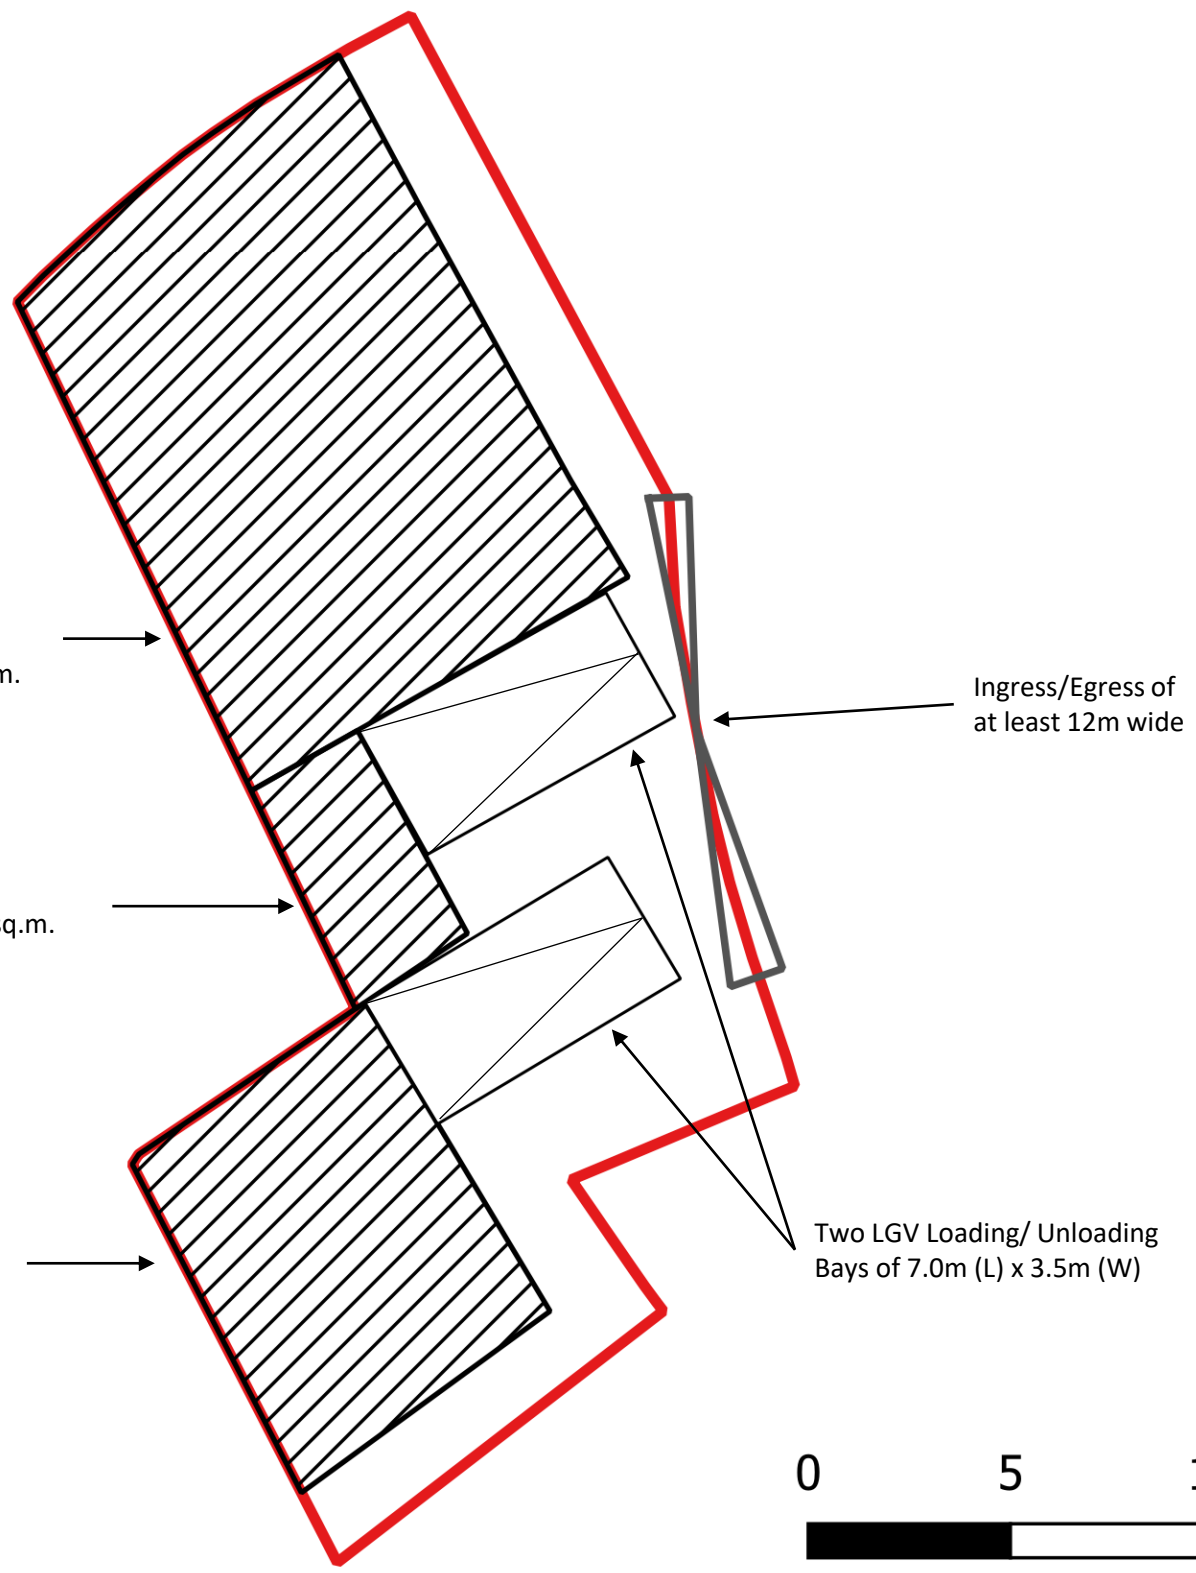 m.
Ingress/Egress of
at least 12m wide
sq.m.
Two LGV Loading/ Unloading
Bays of 7.0m (L) x 3.5m (W)
0 5